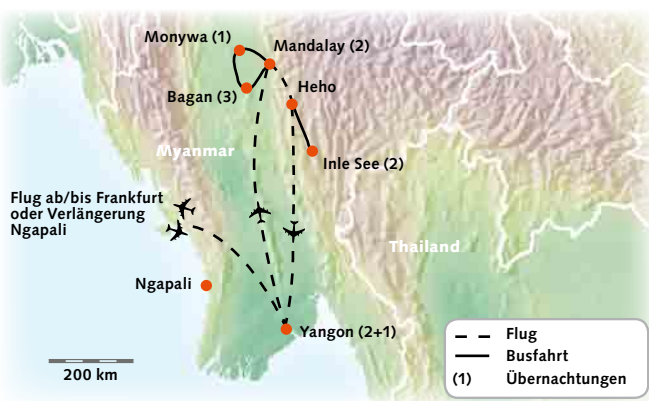 Monywa (1)
Mandalay (2)
Heho
Bagan (3)
Myanmar
Inle See (2)
Flug ab/bis Frankfurt
oder Verlängerung
Ngapali
Thailand
Ngapali
Yangon (2+1)
200 km
Flug
Busfahrt
(1) Übernachtungen